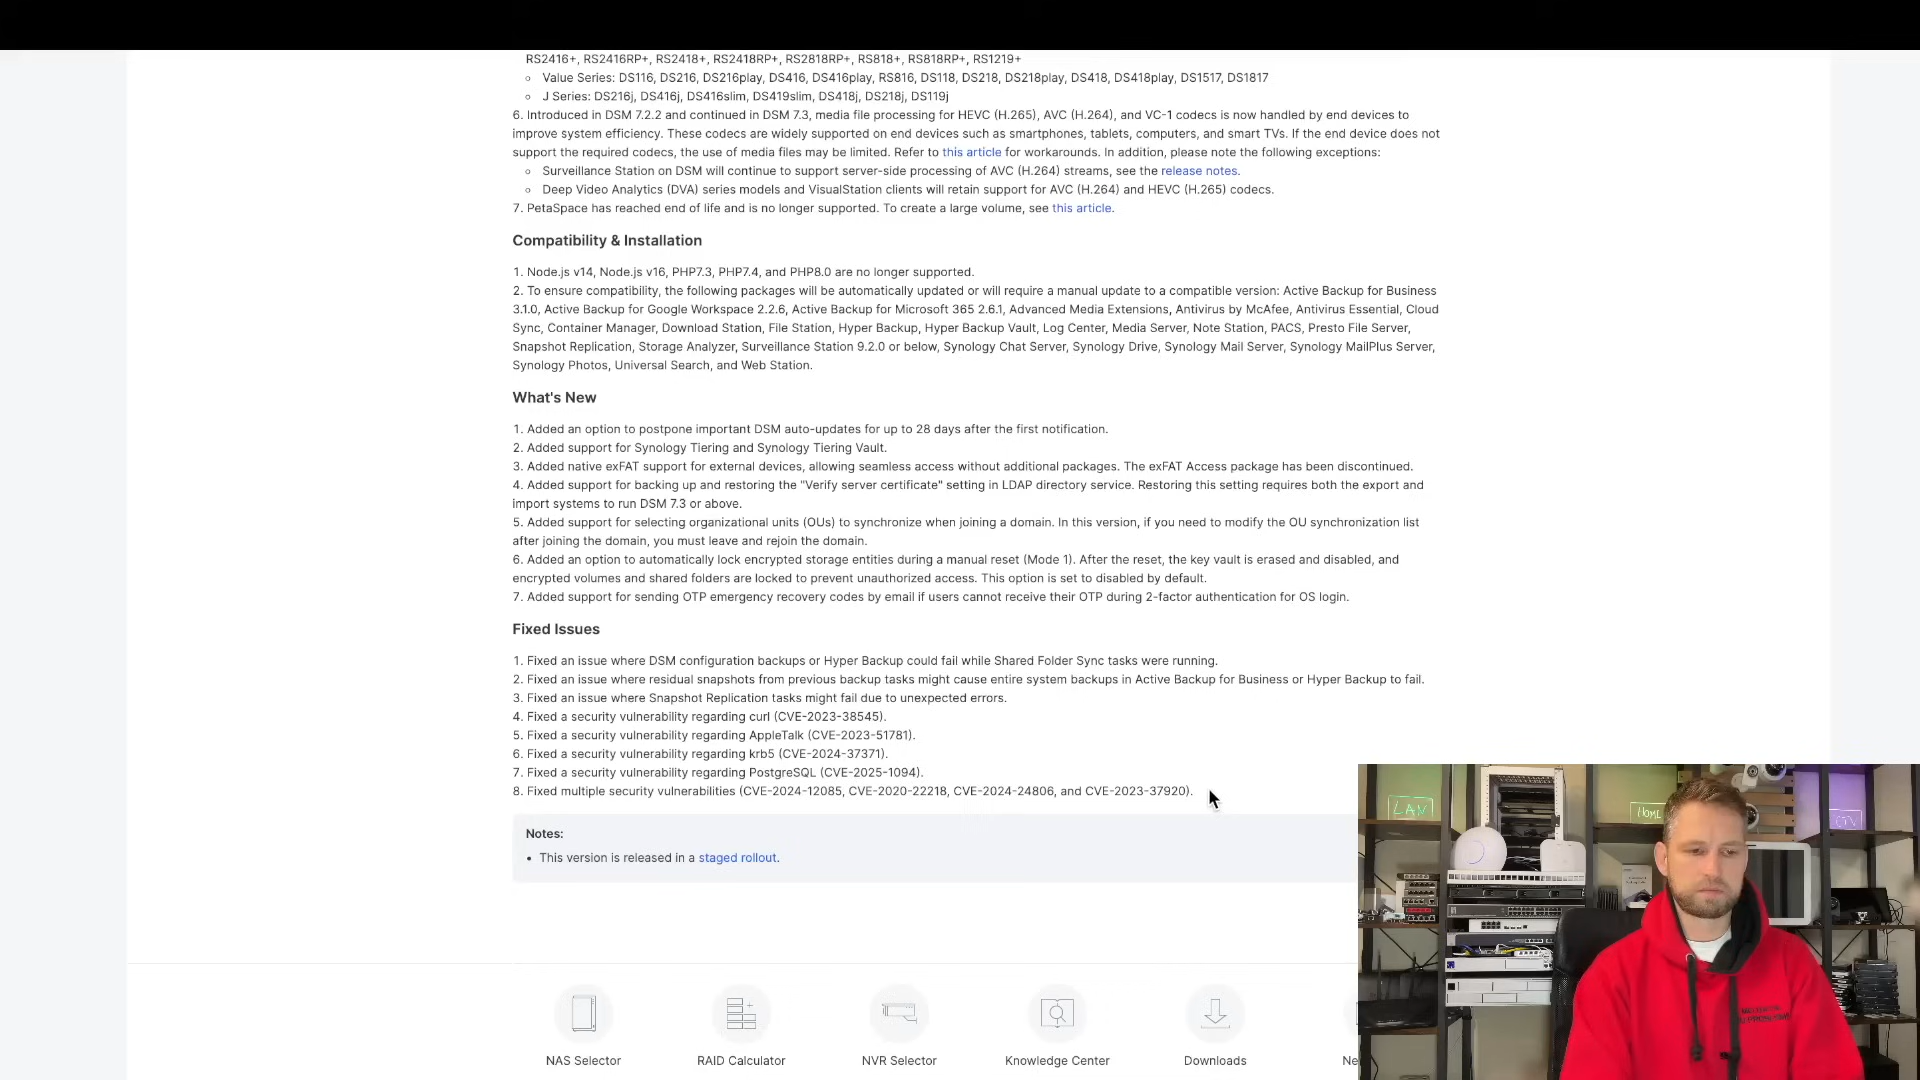 RS2416+, RS2416RP+, RS2418+, RS2418RP+, RS2818RP+, RS818+, RS818RP+, RS1219+
Value Series: DS116, DS216, DS216play, DS416, DS416play, RS816, DS118, DS218, DS218play, DS418, DS418play, DS1517, DS1817
J Series: DS216j, DS416j, DS416slim, DS419slim, DS418j, DS218j, DS119j
6. Introduced in DSM 7.2.2 and continued in DSM 7.3, media file processing for HEVC (H.265), AVC (H.264), and VC-1 codecs is now handled by end devices to
improve system efficiency. These codecs are widely supported on end devices such as smartphones, tablets, computers, and smart TVs. If the end device does not
support the required codecs, the use of media files may be limited. Refer to this article for workarounds. In addition, please note the following exceptions:
Surveillance Station on DSM will continue to support server-side processing of AVC (H.264) streams, see the release notes.
Deep Video Analytics (DVA) series models and VisualStation clients will retain support for AVC (H.264) and HEVC (H.265) codecs.
7. PetaSpace has reached end of life and is no longer supported. To create a large volume, see this article.
Compatibility & Installation
1. Node.js v14, Node.js v16, PHP7.3, PHP7.4, and PHP8.0 are no longer supported.
2. To ensure compatibility, the following packages will be automatically updated or will require a manual update to a compatible version: Active Backup for Business
3.1.0, Active Backup for Google Workspace 2.2.6, Active Backup for Microsoft 365 2.6.1, Advanced Media Extensions, Antivirus by McAfee, Antivirus Essential, Cloud
Sync, Container Manager, Download Station, File Station, Hyper Backup, Hyper Backup Vault, Log Center, Media Server, Note Station, PACS, Presto File Server,
Snapshot Replication, Storage Analyzer, Surveillance Station 9.2.0 or below, Synology Chat Server, Synology Drive, Synology Mail Server, Synology MailPlus Server,
Synology Photos, Universal Search, and Web Station.
What's New
1. Added an option to postpone important DSM auto-updates for up to 28 days after the first notification.
2. Added support for Synology Tiering and Synology Tiering Vault.
3. Added native exFAT support for external devices, allowing seamless access without additional packages. The exFAT Access package has been discontinued.
4. Added support for backing up and restoring the "Verify server certificate" setting in LDAP directory service. Restoring this setting requires both the export and
import systems to run DSM 7.3 or above.
5. Added support for selecting organizational units (OUs) to synchronize when joining a domain. In this version, if you need to modify the OU synchronization list
after joining the domain, you must leave and rejoin the domain.
6. Added an option to automatically lock encrypted storage entities during a manual reset (Mode 1). After the reset, the key vault is erased and disabled, and
encrypted volumes and shared folders are locked to prevent unauthorized access. This option is set to disabled by default.
7. Added support for sending OTP emergency recovery codes by email if users cannot receive their OTP during 2-factor authentication for OS login.
Fixed Issues
1. Fixed an issue where DSM configuration backups or Hyper Backup could fail while Shared Folder Sync tasks were running.
2. Fixed an issue where residual snapshots from previous backup tasks might cause entire system backups in Active Backup for Business or Hyper Backup to fail.
3. Fixed an issue where Snapshot Replication tasks might fail due to unexpected errors.
4. Fixed a security vulnerability regarding curl (CVE-2023-38545).
5. Fixed a security vulnerability regarding AppleTalk (CVE-2023-51781).
6. Fixed a security vulnerability regarding krb5 (CVE-2024-37371).
7. Fixed a security vulnerability regarding PostgreSQL (CVE-2025-1094).
8. Fixed multiple security vulnerabilities (CVE-2024-12085, CVE-2020-22218, CVE-2024-24806, and CVE-2023-37920).
Notes:
This version is released in a staged rollout.
NAS Selector
RAID Calculator
NVR Selector
Knowledge Center
Downloads
Ne
LAN
HOME
CTV